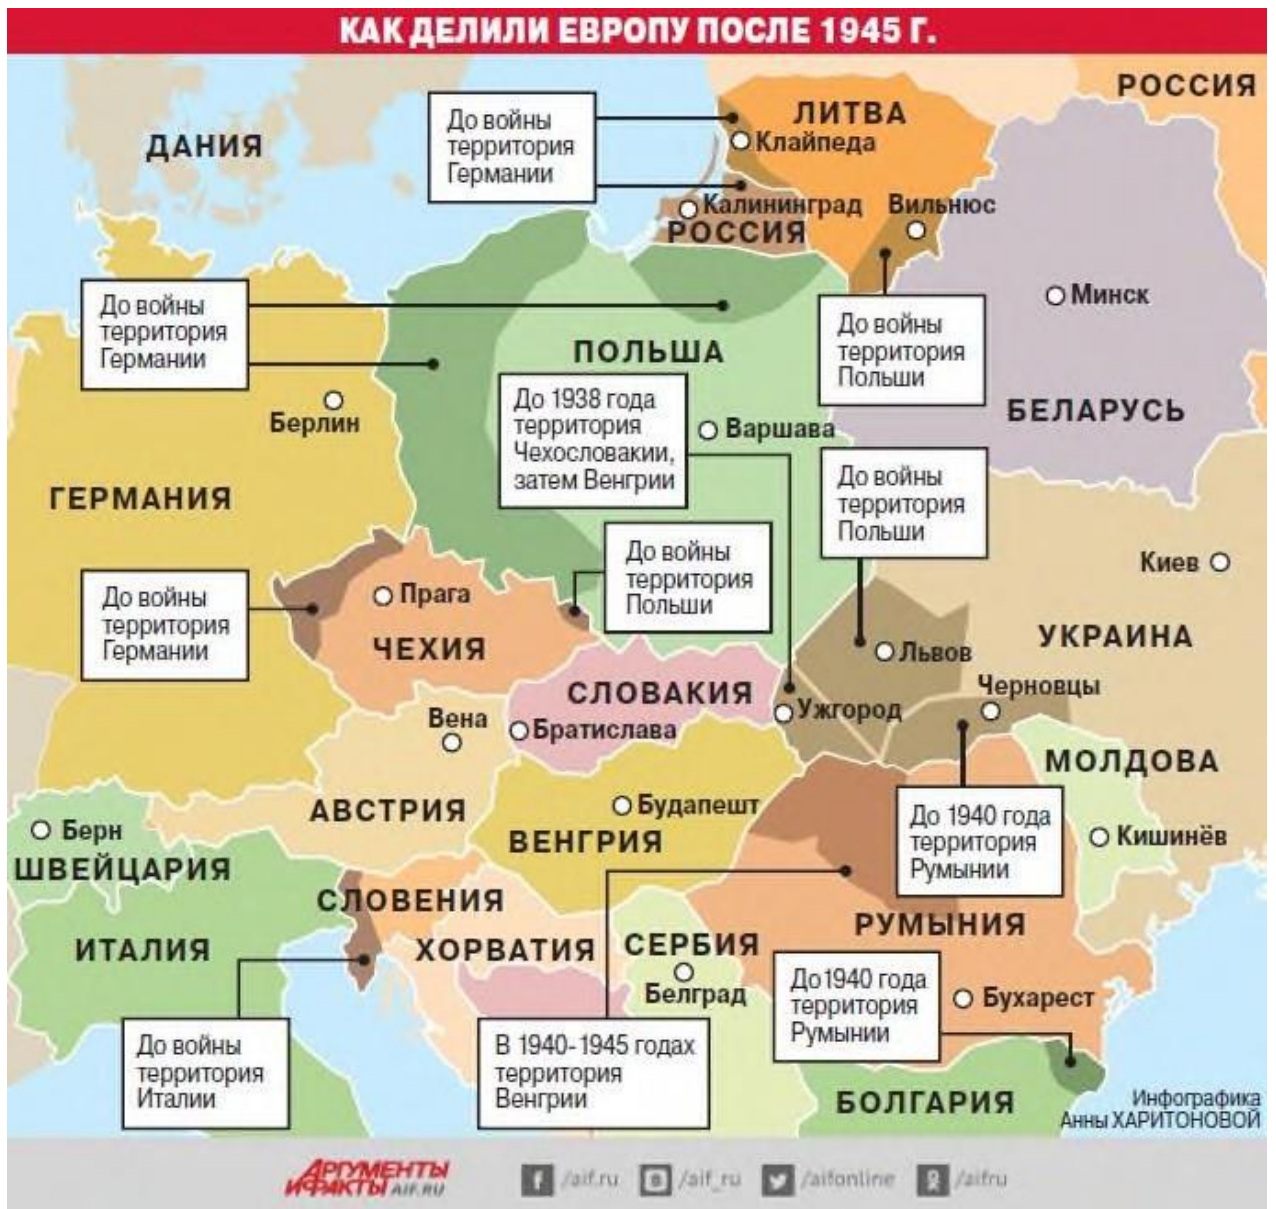 КАК ДЕЛИЛИ ЕВРОПУ ПОСЛЕ 1945 Г.
РОССИЯ
ДАНИЯ
До войны
территория
Германии
ЛИТВА
Клайпеда
Калининград
РОССИЯ
Вильнюс
До войны
территория
Германии
Минск
ПОЛЬША
До войны
территория
Польши
БЕЛАРУСЬ
Берлин
До 1938 года
территория
Чехословакии,
затем Венгрии
Варшава
ГЕРМАНИЯ
До войны
территория
Польши
До войны
территория
Польши
Киев
До войны
территория
Германии
Прага
ЧЕХИЯ
УКРАИНА
Львов
СЛОВАКИЯ
Черновцы
Ужгород
Вена
Братислава
МОЛДОВА
АВСТРИЯ
Будапешт
ВЕНГРИЯ
До 1940 года
территория
Румынии
Кишинёв
Берн
ШВЕЙЦАРИЯ
СЛОВЕНИЯ
ИТАЛИЯ
ХОРВАТИЯ
СЕРБИЯ
Белград
РУМЫНИЯ
До 1940 года
территория
Румынии
Бухарест
До войны
территория
Италии
В 1940-1945 годах
территория
Венгрии
БОЛГАРИЯ
Инфографика
Анны ХАРИТОНОВОЙ
АРГУМЕНТЫ
И ФАКТЫ AIF.RU
/aif.ru
/aif_ru
/aifonline
/aifru